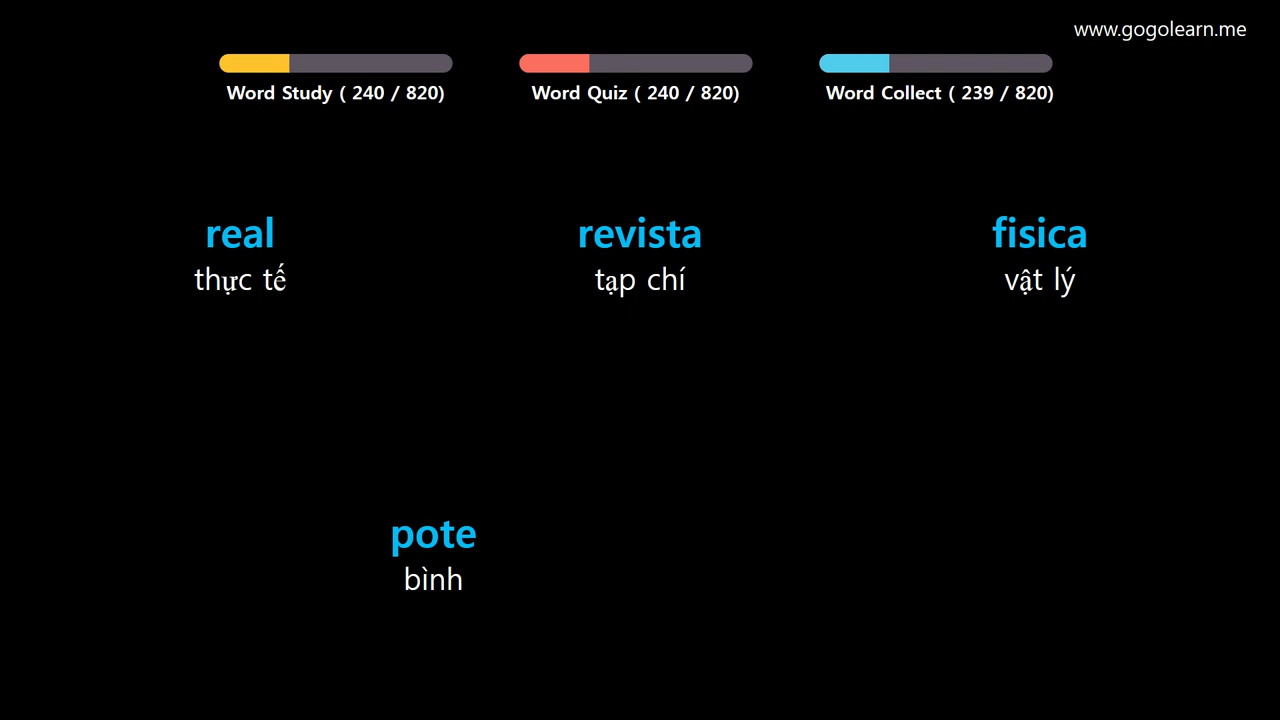 www.gogolearn.me
Word Study ( 240 / 820)
Word Quiz ( 240 / 820)
Word Collect ( 239 / 820)
real
thực tế
revista
tạp chí
fisica
vật lý
pote
bình